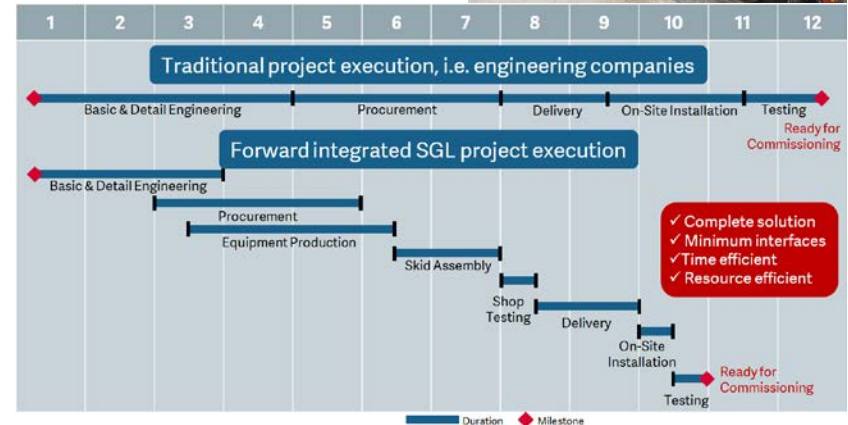 1 2 3 4 5 6 7 8 9 10 11 12
Traditional project execution, i.e. engineering companies
Basic & Detail Engineering
Procurement
Delivery
On-Site Installation
Testing
Ready for
Commissioning
Forward integrated SGL project execution
Basic & Detail Engineering
Procurement
Equipment Production
Skid Assembly
Shop
Testing
Delivery
On-Site
Installation
Testing
Ready for
Commissioning
✓ Complete solution
✓ Minimum interfaces
✓Time efficient
✓ Resource efficient
Duration
Milestone